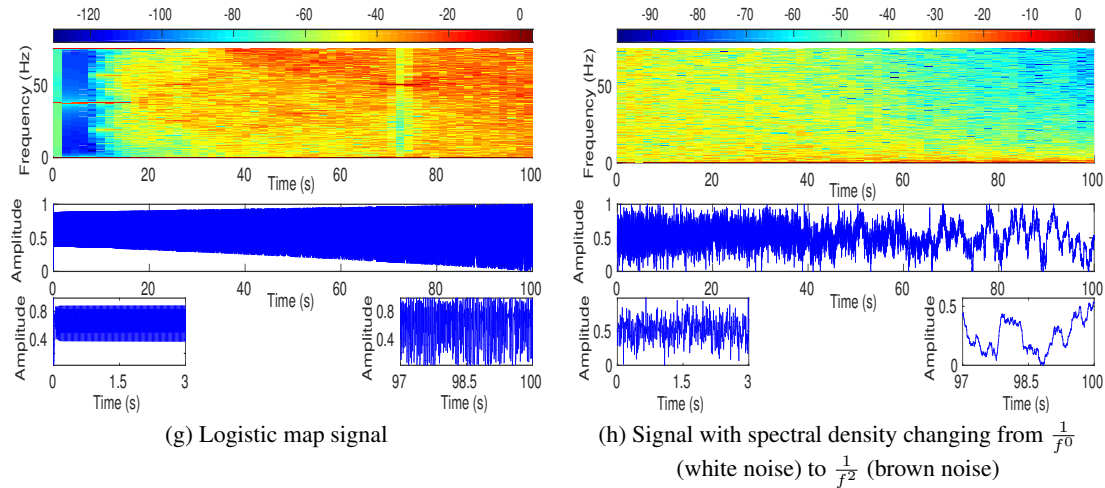 -120 -100 -80 -60 -40 -20 0
Frequency (Hz)
50
0
0 20 40 60 80 100
Time (s)
Amplitude
1
0.5
0
0 20 40 60 80 100
Time (s)
Amplitude
0.8
0.4
0 1.5 3
Time (s)
Amplitude
0.8
0.4
97 98.5 100
Time (s)
(g) Logistic map signal
-90 -80 -70 -60 -50 -40 -30 -20 -10 0
Frequency (Hz)
50
0
0 20 40 60 80 100
Time (s)
Amplitude
1
0.5
0
0 20 40 60 80 100
Time (s)
Amplitude
0.5
0
0 1.5 3
Time (s)
Amplitude
0.5
0
97 98.5 100
Time (s)
(h) Signal with spectral density changing from 1/f^0
(white noise) to 1/f^2 (brown noise)